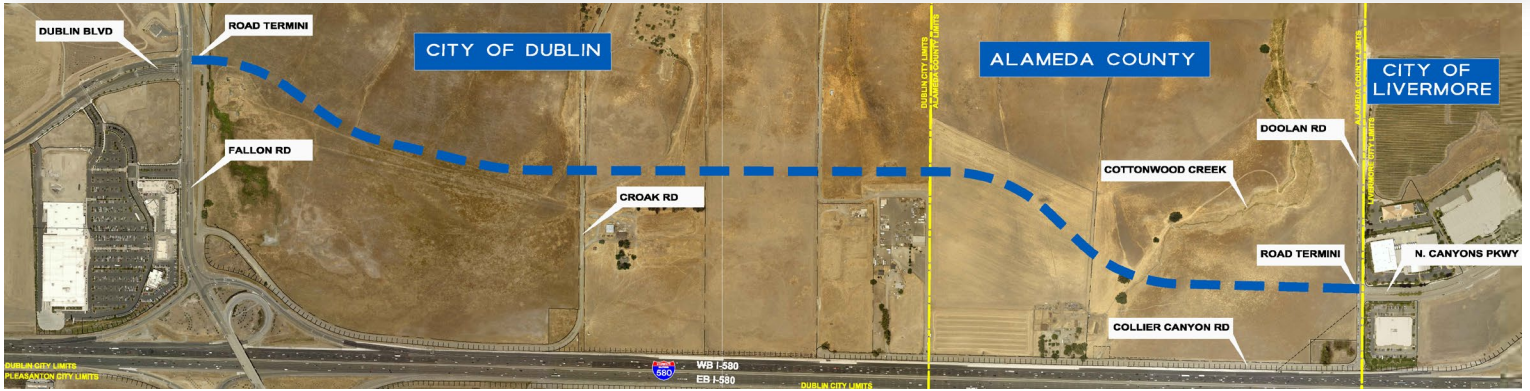 DUBLIN BLVD
ROAD TERMINI
CITY OF DUBLIN
FALLON RD
CROAK RD
DUBLIN CITY LIMITS
ALAMEDA COUNTY LIMITS
ALAMEDA COUNTY
CITY OF
LIVERMORE
ALAMEDA COUNTY LIMITS
LIVERMORE CITY LIMITS
DOOLAN RD
COTTONWOOD CREEK
ROAD TERMINI
N. CANYONS PKWY
COLLIER CANYON RD
DUBLIN CITY LIMITS
PLEASANTON CITY LIMITS
580
WB I-580
EB I-580
DUBLIN CITY LIMITS